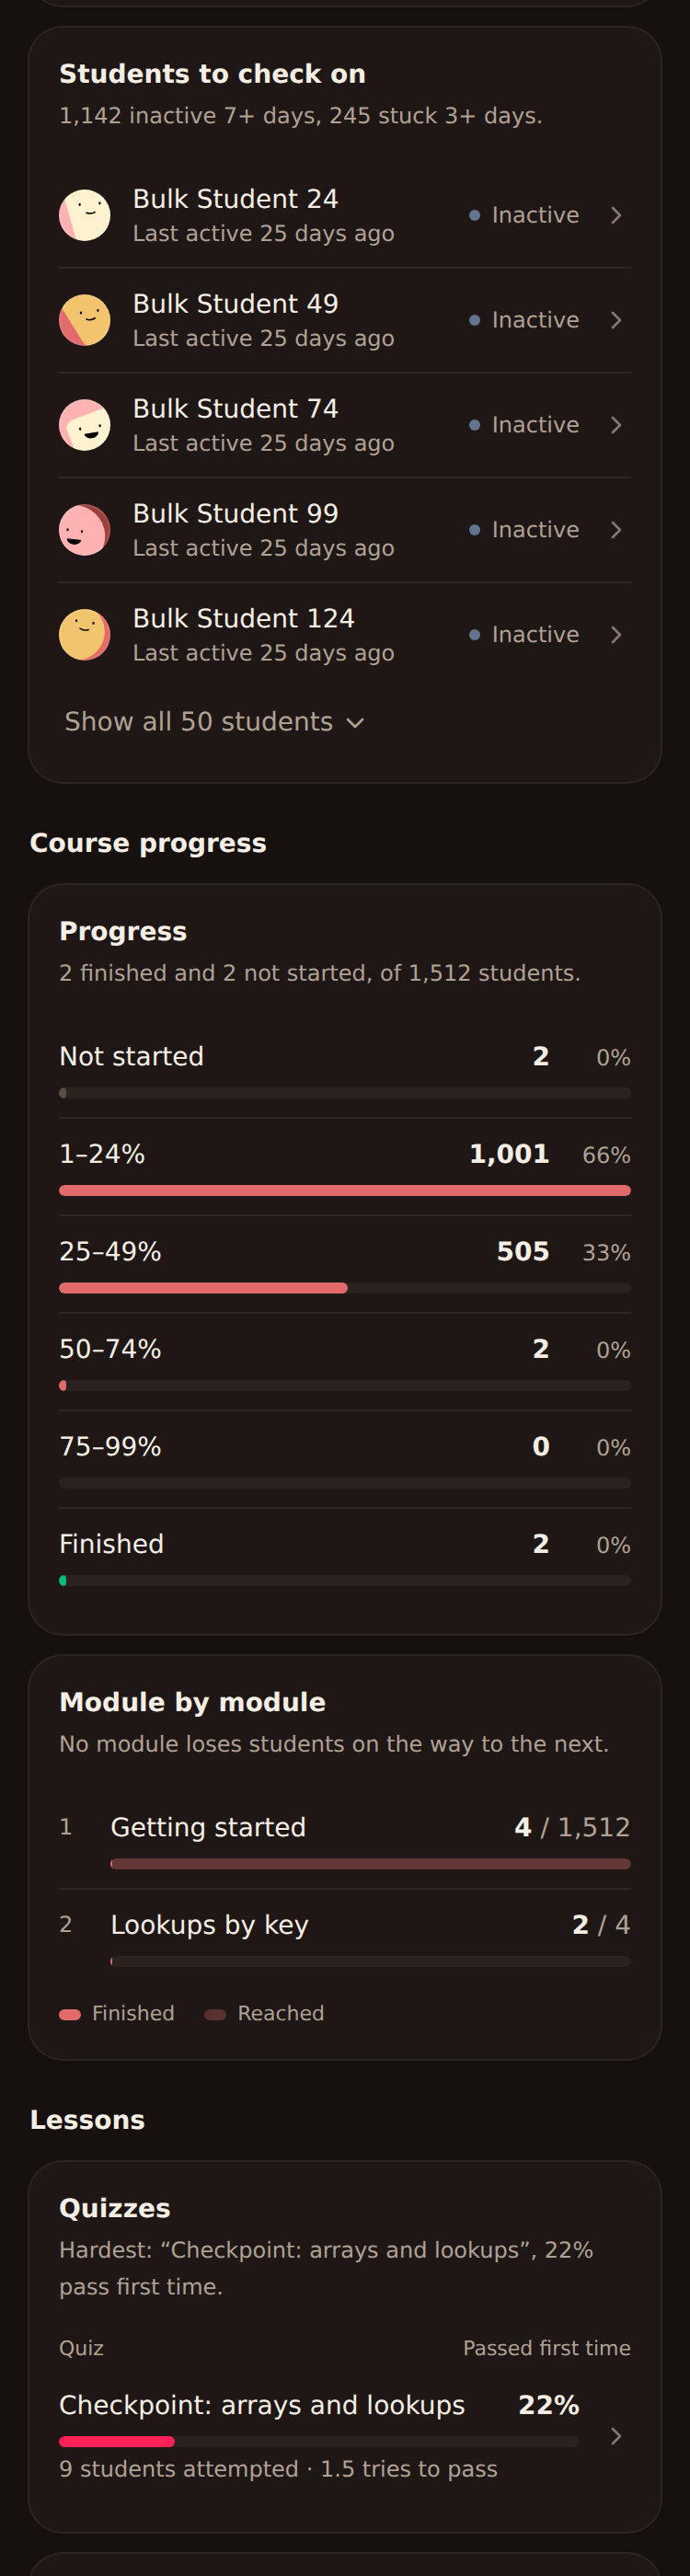 Students to check on
1,142 inactive 7+ days, 245 stuck 3+ days.
Bulk Student 24
Last active 25 days ago
Inactive
Bulk Student 49
Last active 25 days ago
Inactive
Bulk Student 74
Last active 25 days ago
Inactive
Bulk Student 99
Last active 25 days ago
Inactive
Bulk Student 124
Last active 25 days ago
Inactive
Show all 50 students
Course progress
Progress
2 finished and 2 not started, of 1,512 students.
Not started 2 0%
1–24% 1,001 66%
25–49% 505 33%
50–74% 2 0%
75–99% 0 0%
Finished 2 0%
Module by module
No module loses students on the way to the next.
1 Getting started 4 / 1,512
2 Lookups by key 2 / 4
Finished Reached
Lessons
Quizzes
Hardest: “Checkpoint: arrays and lookups”, 22%
pass first time.
Quiz Passed first time
Checkpoint: arrays and lookups 22%
9 students attempted · 1.5 tries to pass